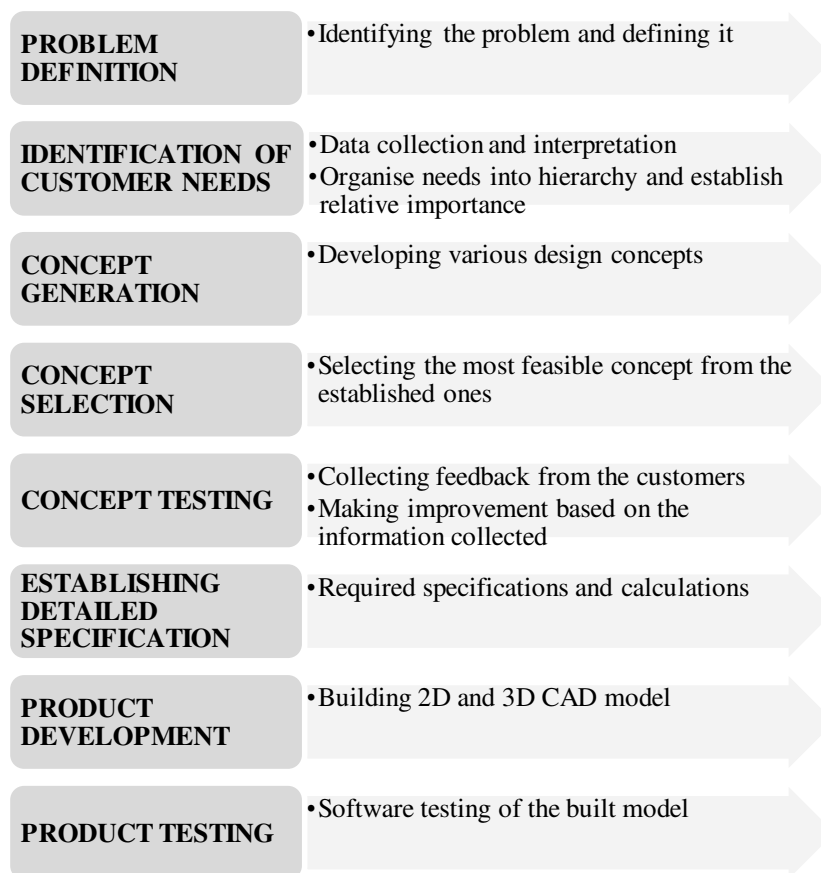 PROBLEM
DEFINITION
•Identifying the problem and defining it
IDENTIFICATION OF
CUSTOMER NEEDS
•Data collection and interpretation
•Organise needs into hierarchy and establish
relative importance
CONCEPT
GENERATION
•Developing various design concepts
CONCEPT
SELECTION
•Selecting the most feasible concept from the
established ones
CONCEPT TESTING
•Collecting feedback from the customers
•Making improvement based on the
information collected
ESTABLISHING
DETAILED
SPECIFICATION
•Required specifications and calculations
PRODUCT
DEVELOPMENT
•Building 2D and 3D CAD model
PRODUCT TESTING
•Software testing of the built model